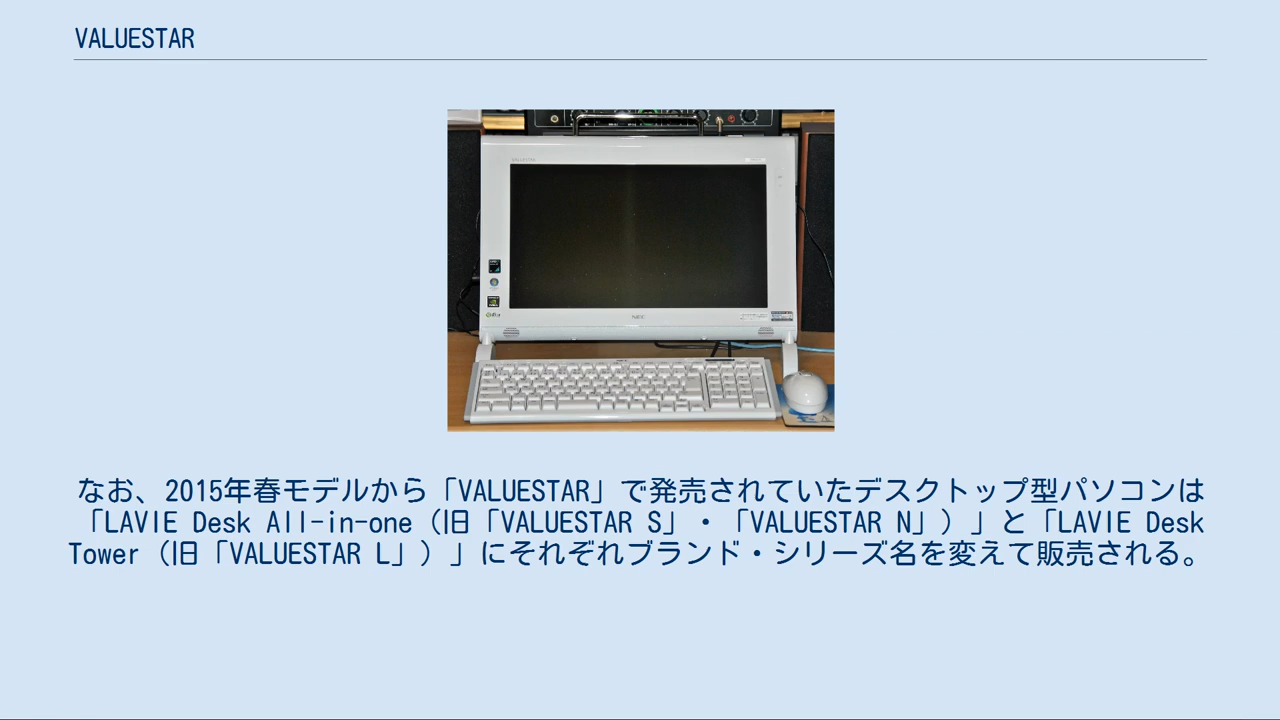 VALUESTAR
VALUESTAR
NEC
なお、2015年春モデルから「VALUESTAR」で発売されていたデスクトップ型パソコンは
「LAVIE Desk All-in-one（旧「VALUESTAR S」・「VALUESTAR N」）」と「LAVIE Desk
Tower（旧「VALUESTAR L」）」にそれぞれブランド・シリーズ名を変えて販売される。